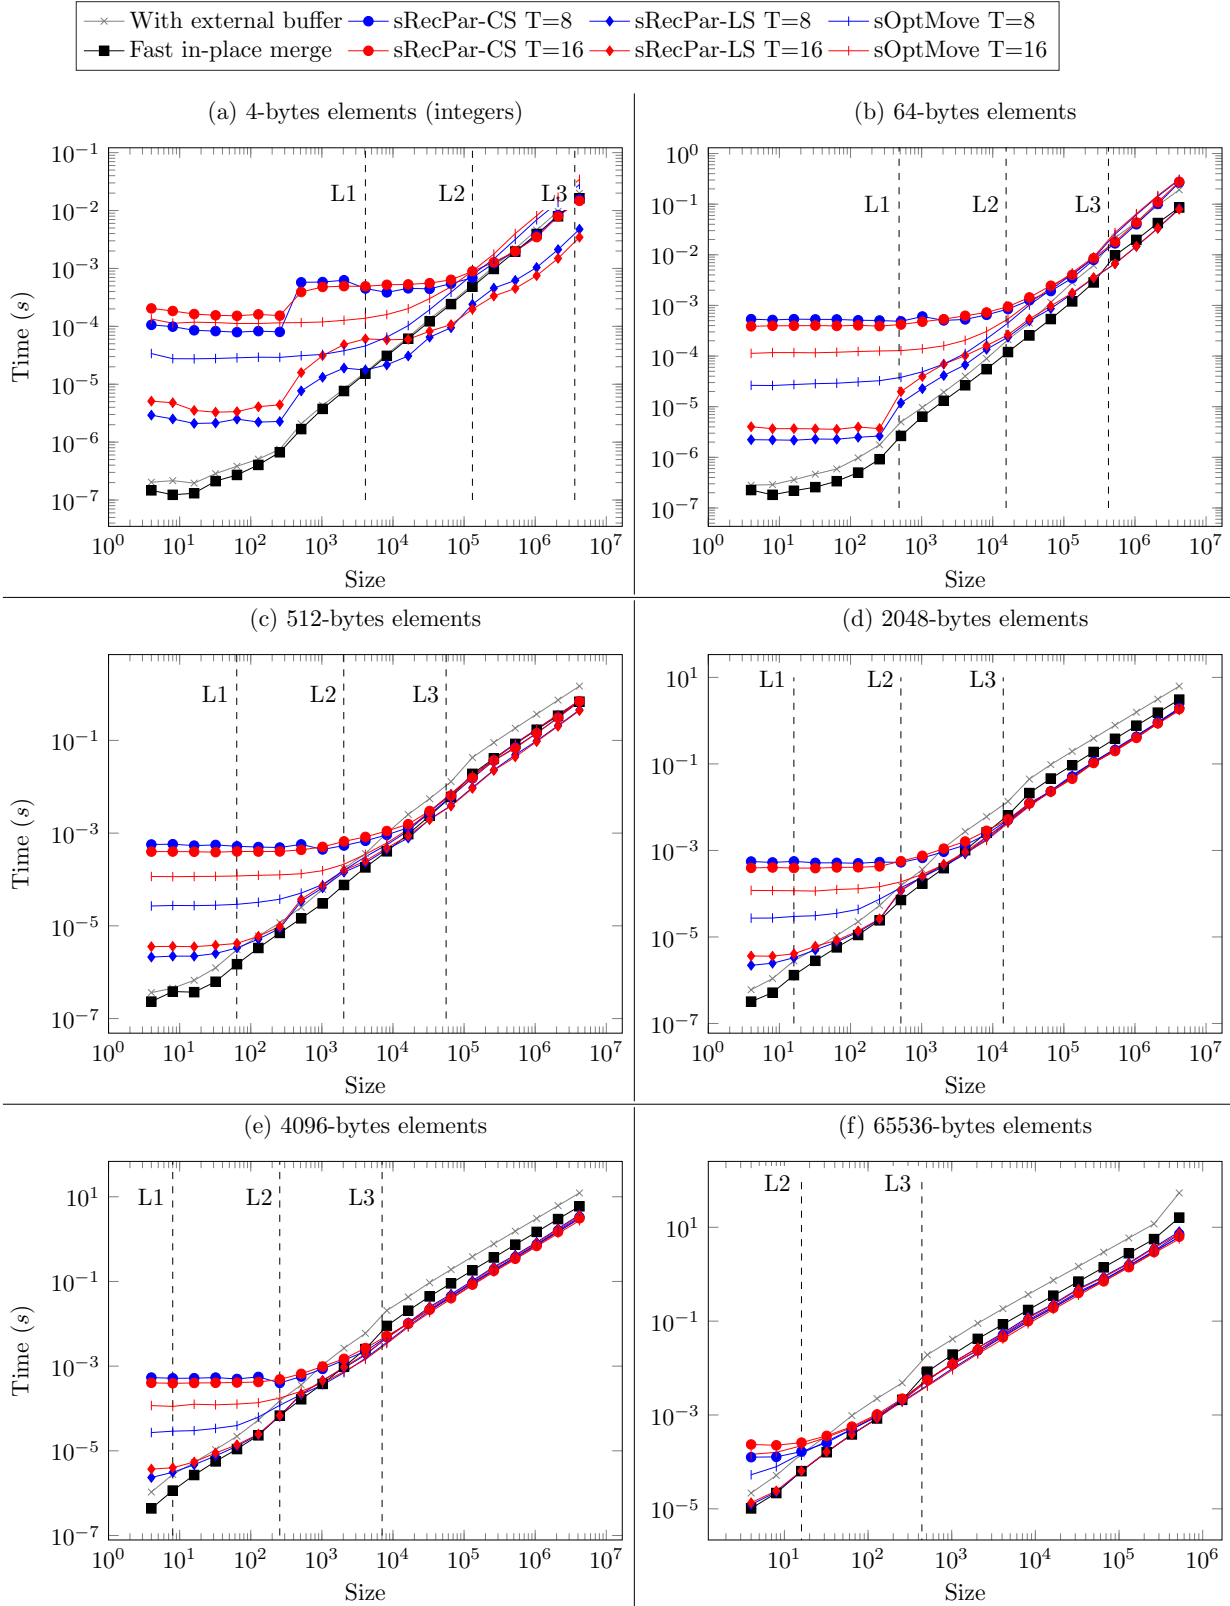 With external buffer sRecPar-CS T=8 sRecPar-LS T=8 sOptMove T=8
Fast in-place merge sRecPar-CS T=16 sRecPar-LS T=16 sOptMove T=16
(a) 4-bytes elements (integers)
10^-1
10^-2
10^-3
10^-4
10^-5
10^-6
10^-7
Time (s)
L1 L2 L3
10^0 10^1 10^2 10^3 10^4 10^5 10^6 10^7
Size
(b) 64-bytes elements
10^0
10^-1
10^-2
10^-3
10^-4
10^-5
10^-6
10^-7
L1 L2 L3
10^0 10^1 10^2 10^3 10^4 10^5 10^6 10^7
Size
(c) 512-bytes elements
10^-1
10^-3
10^-5
10^-7
Time (s)
L1 L2 L3
10^0 10^1 10^2 10^3 10^4 10^5 10^6 10^7
Size
(d) 2048-bytes elements
10^1
10^-1
10^-3
10^-5
10^-7
L1 L2 L3
10^0 10^1 10^2 10^3 10^4 10^5 10^6 10^7
Size
(e) 4096-bytes elements
10^1
10^-1
10^-3
10^-5
10^-7
Time (s)
L1 L2 L3
10^0 10^1 10^2 10^3 10^4 10^5 10^6 10^7
Size
(f) 65536-bytes elements
10^1
10^-1
10^-3
10^-5
L2 L3
10^1 10^2 10^3 10^4 10^5 10^6
Size